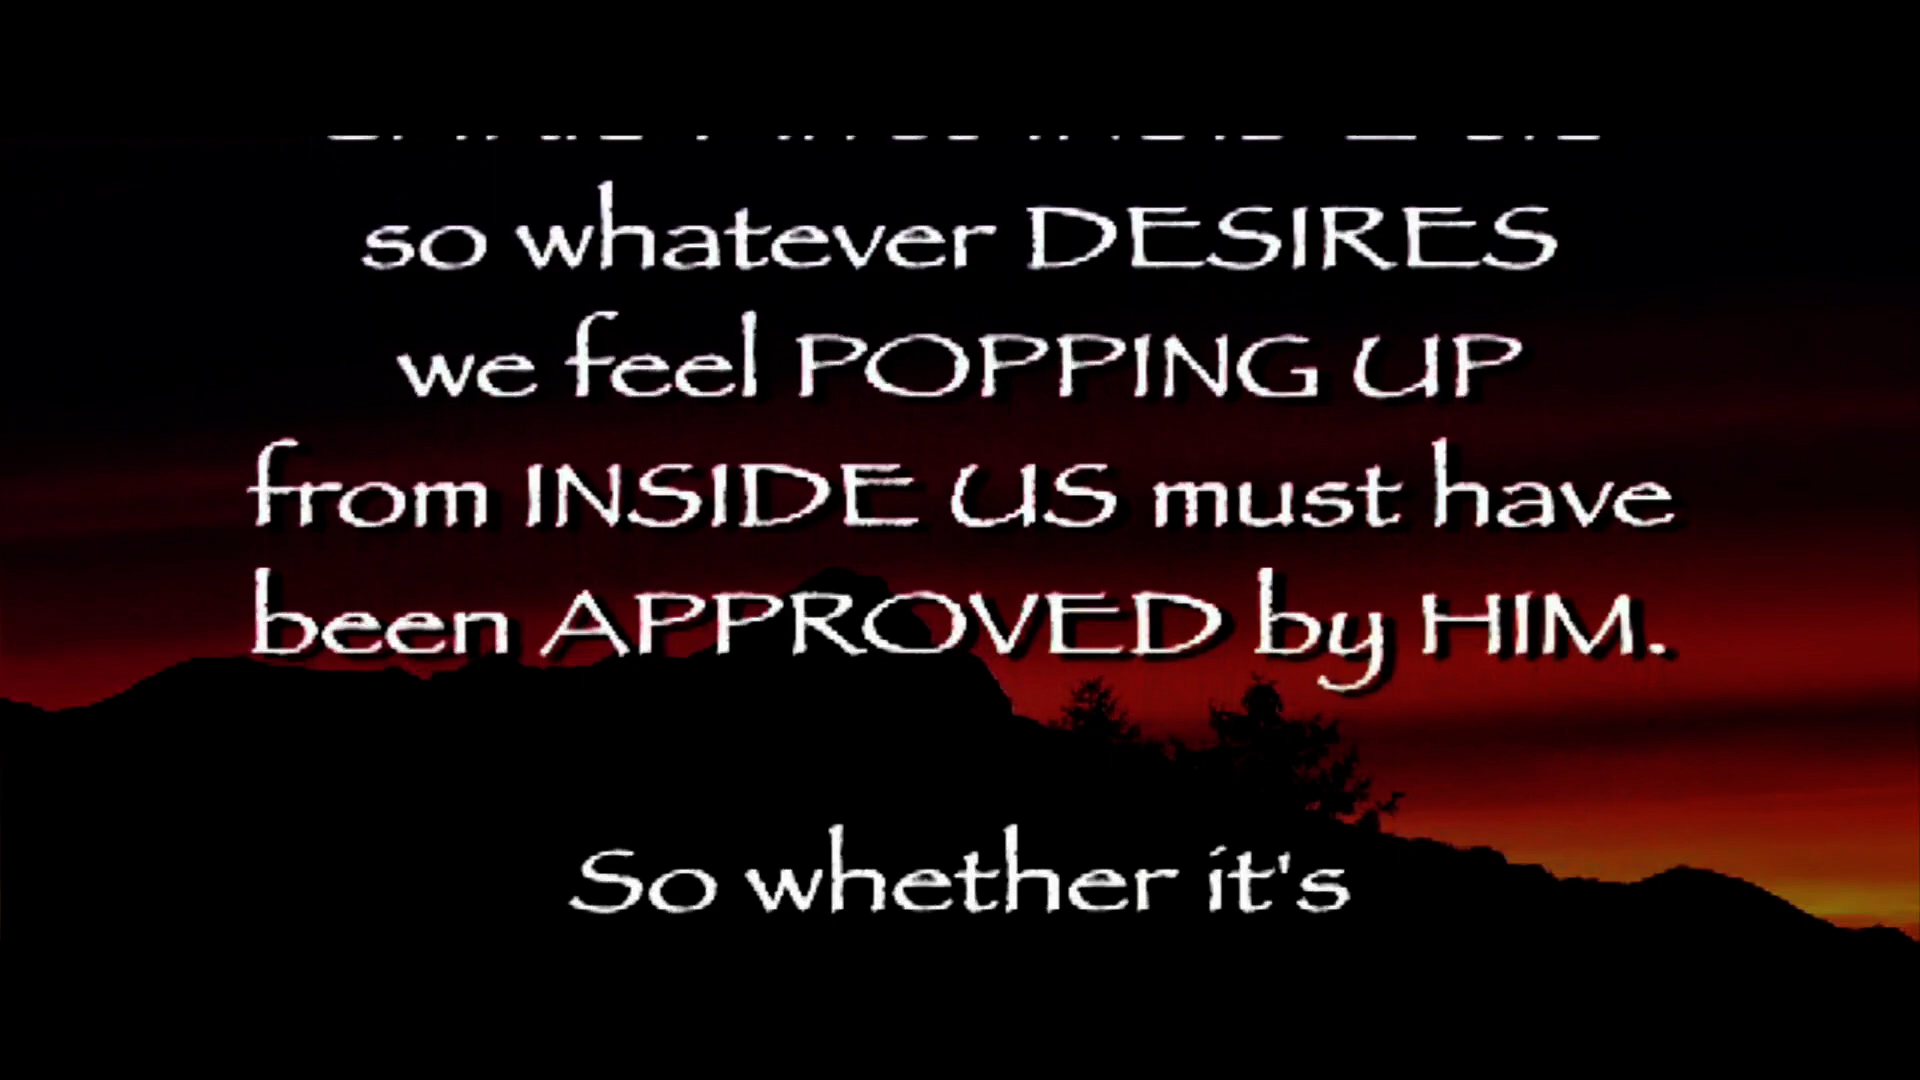 so whatever DESIRES
we feel POPPING UP
from INSIDE US must have
been APPROVED by HIM.
So whether it's